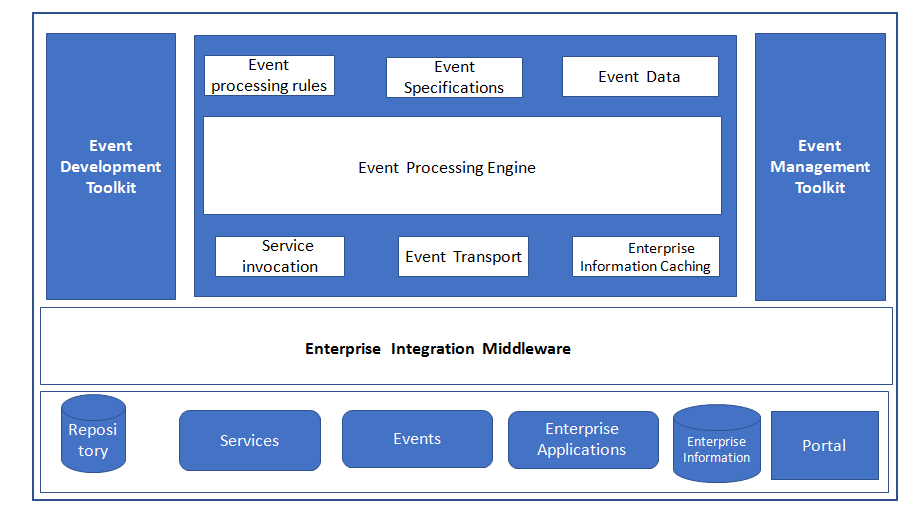 Event
processing rules
Event
Specifications
Event Data
Event
Development
Toolkit
Event Processing Engine
Event
Management
Toolkit
Service
invocation
Event Transport
Enterprise
Information Caching
Enterprise Integration Middleware
Reposi
tory
Services
Events
Enterprise
Applications
Enterprise
Information
Portal